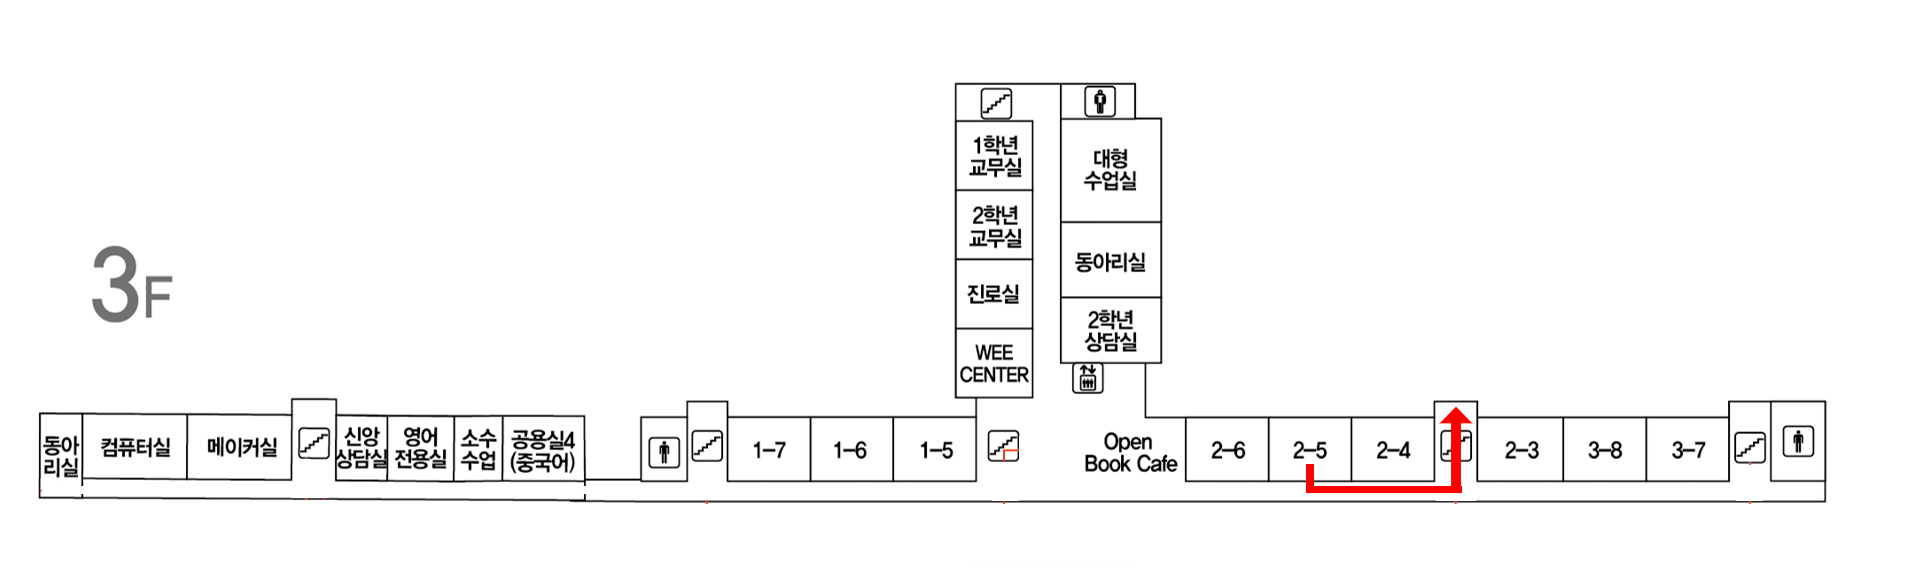 3F
1학년
교무실
2학년
교무실
진로실
WEE
CENTER
대형
수업실
동아리실
2학년
상담실
동아
리실
컴퓨터실
메이커실
신앙
상담실
영어
전용실
소수
수업
공용실4
(중국어)
1-7
1-6
1-5
Open
Book Cafe
2-6
2-5
2-4
2-3
3-8
3-7